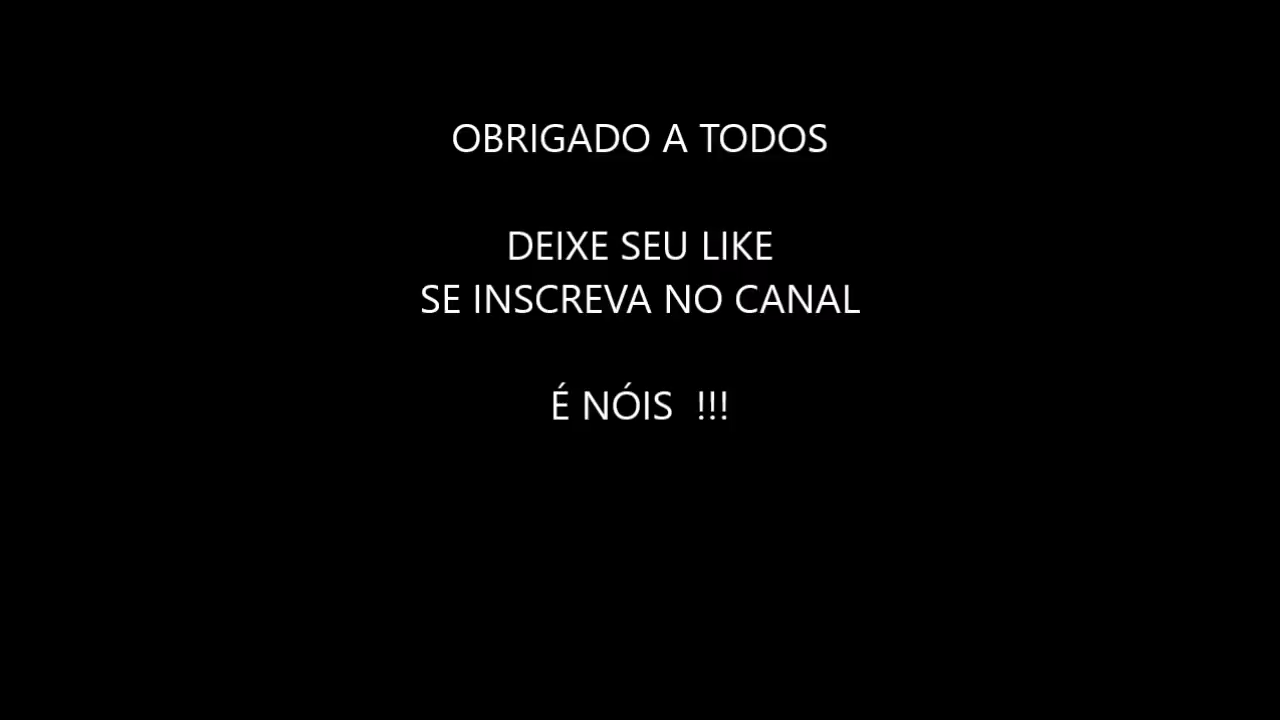 OBRIGADO A TODOS
DEIXE SEU LIKE
SE INSCREVA NO CANAL
É NÓIS  !!!